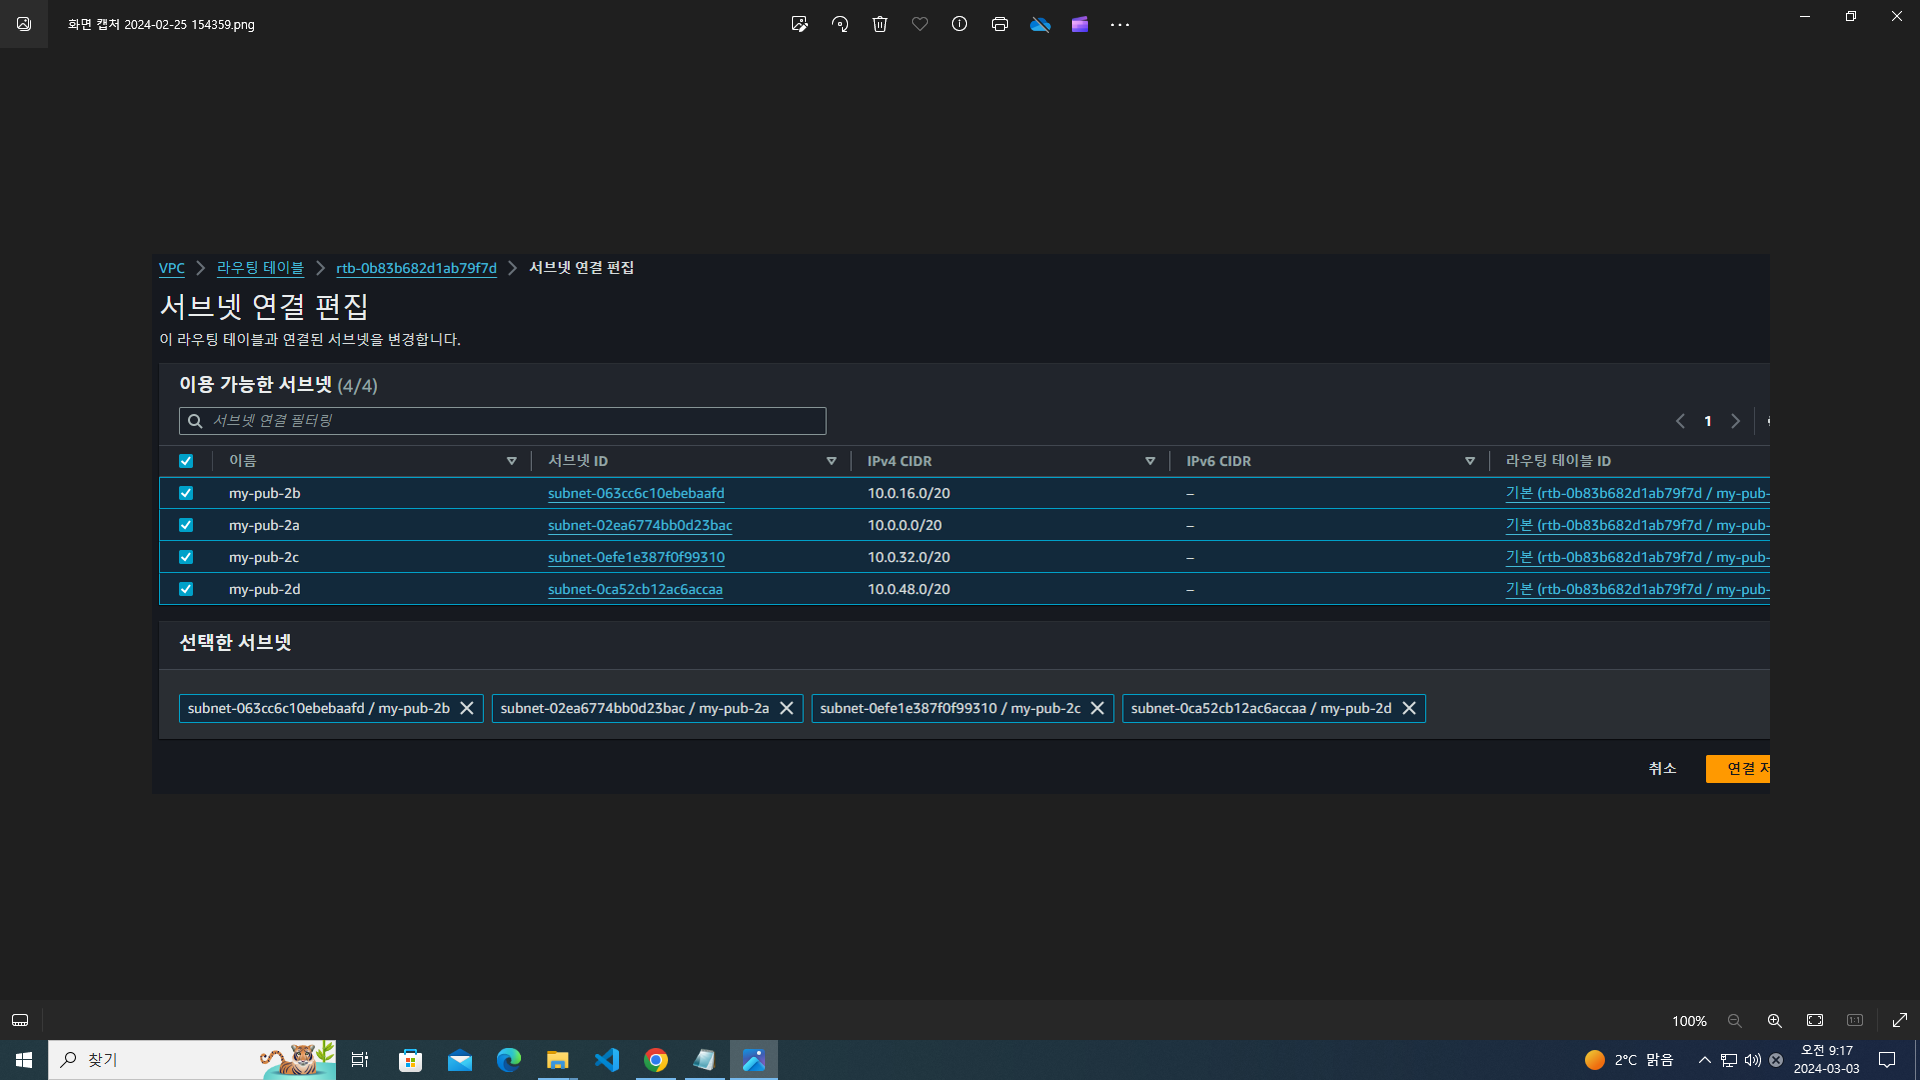 화면 캡처 2024-02-25 154359.png
VPC > 라우팅 테이블 > rtb-0b83b682d1ab79f7d > 서브넷 연결 편집
서브넷 연결 편집
이 라우팅 테이블과 연결된 서브넷을 변경합니다.
이용 가능한 서브넷 (4/4)
서브넷 연결 필터링
1
이름 서브넷 ID IPv4 CIDR IPv6 CIDR 라우팅 테이블 ID
my-pub-2b subnet-063cc6c10ebebaafd 10.0.16.0/20 – 기본 (rtb-0b83b682d1ab79f7d / my-pub-
my-pub-2a subnet-02ea6774bb0d23bac 10.0.0.0/20 – 기본 (rtb-0b83b682d1ab79f7d / my-pub-
my-pub-2c subnet-0efe1e387f0f99310 10.0.32.0/20 – 기본 (rtb-0b83b682d1ab79f7d / my-pub-
my-pub-2d subnet-0ca52cb12ac6accaa 10.0.48.0/20 – 기본 (rtb-0b83b682d1ab79f7d / my-pub-
선택한 서브넷
subnet-063cc6c10ebebaafd / my-pub-2b subnet-02ea6774bb0d23bac / my-pub-2a subnet-0efe1e387f0f99310 / my-pub-2c subnet-0ca52cb12ac6accaa / my-pub-2d
취소 연결
100%
찾기 2°C 맑음 오전 9:17
2024-03-03